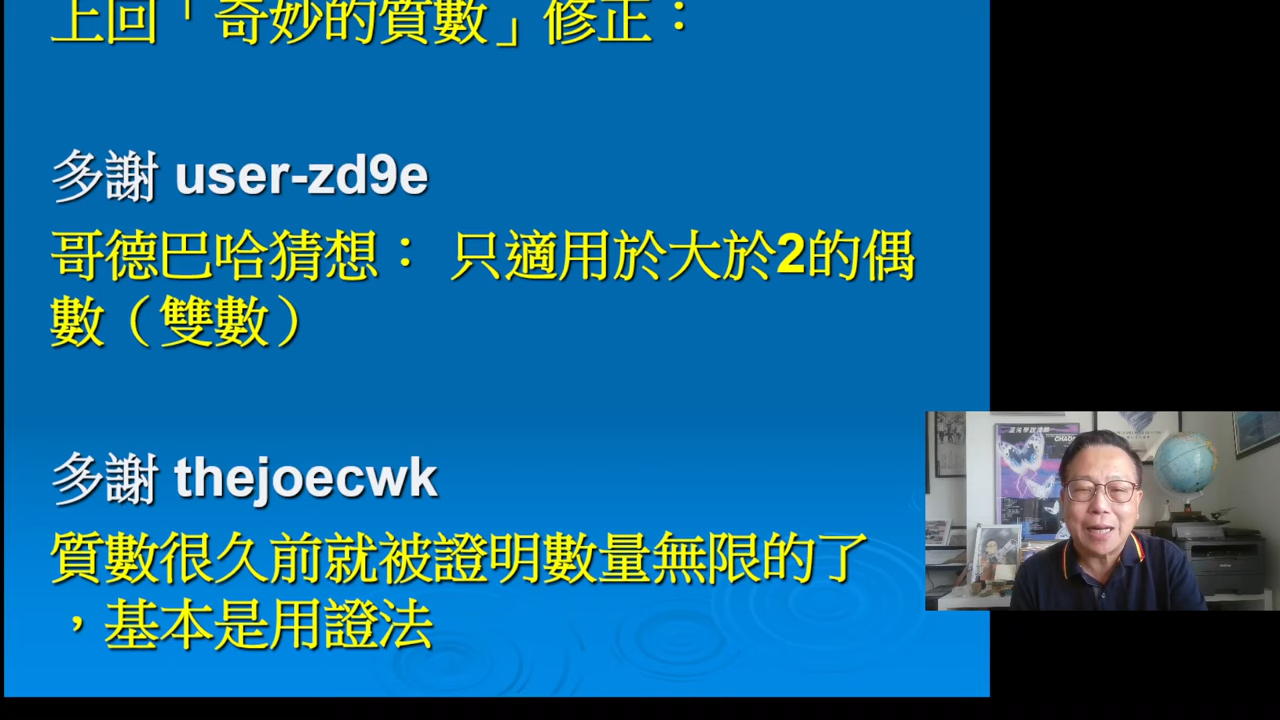 上回「奇妙的質數」修正：
多謝 user-zd9e
哥德巴哈猜想： 只適用於大於2的偶
數（雙數）
多謝 thejoecwk
質數很久前就被證明數量無限的了
，基本是用證法
CHAOS